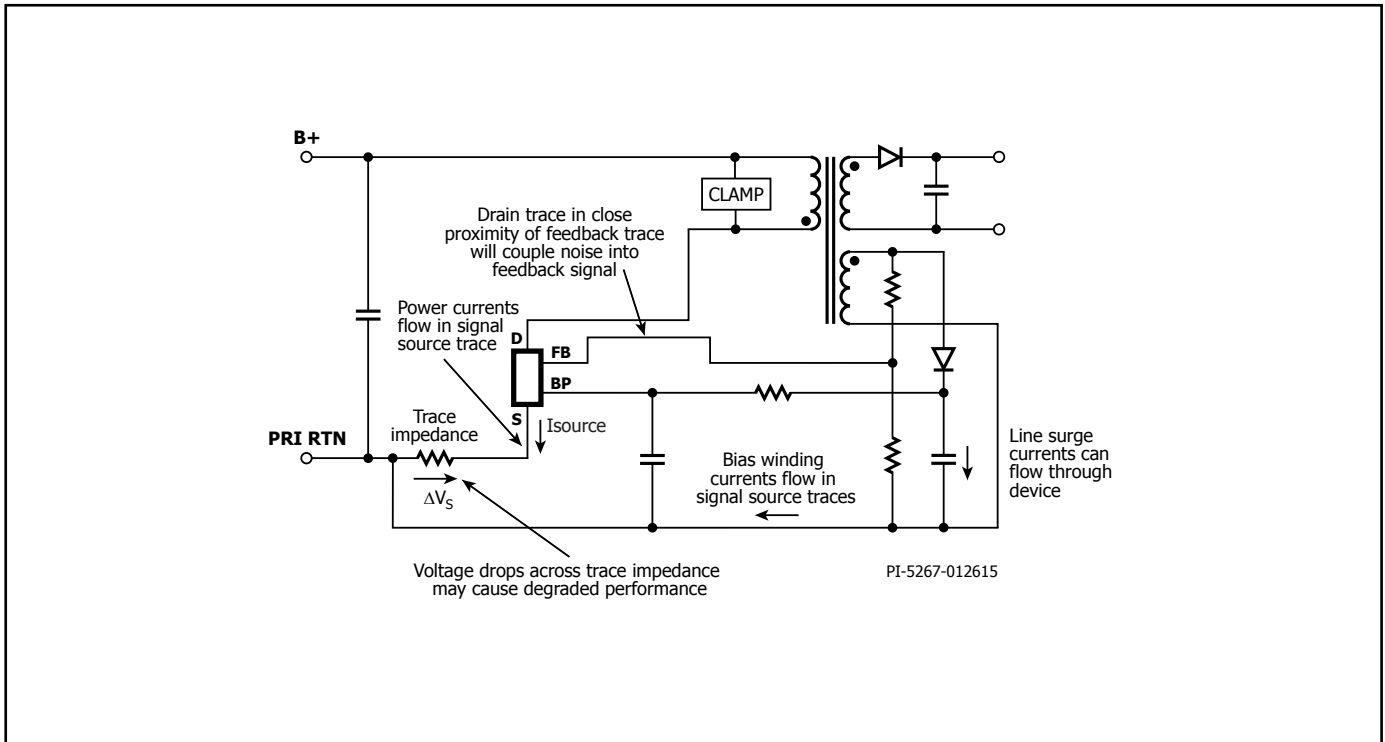 B+
CLAMP
Drain trace in close
proximity of feedback trace
will couple noise into
feedback signal
Power currents
flow in signal
source trace
D
FB
BP
S
Isource
Trace
impedance
PRI RTN
ΔVS
Bias winding
currents flow in
signal source traces
Line surge
currents can
flow through
device
Voltage drops across trace impedance
may cause degraded performance
PI-5267-012615